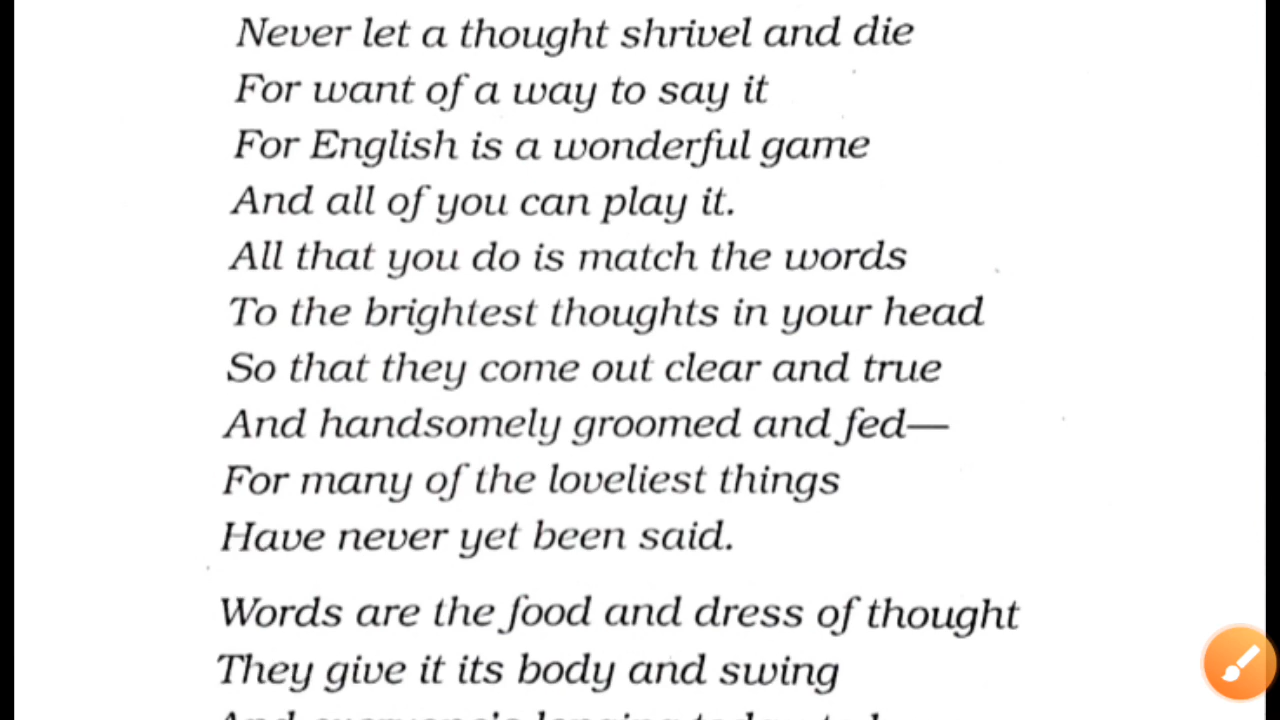 Never let a thought shrivel and die
For want of a way to say it
For English is a wonderful game
And all of you can play it.
All that you do is match the words
To the brightest thoughts in your head
So that they come out clear and true
And handsomely groomed and fed—
For many of the loveliest things
Have never yet been said.
Words are the food and dress of thought
They give it its body and swing